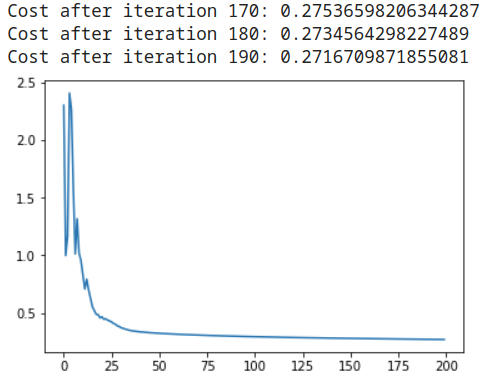 Cost after iteration 170: 0.27536598206344287
Cost after iteration 180: 0.2734564298227489
Cost after iteration 190: 0.2716709871855081
2.5
2.0
1.5
1.0
0.5
0 25 50 75 100 125 150 175 200